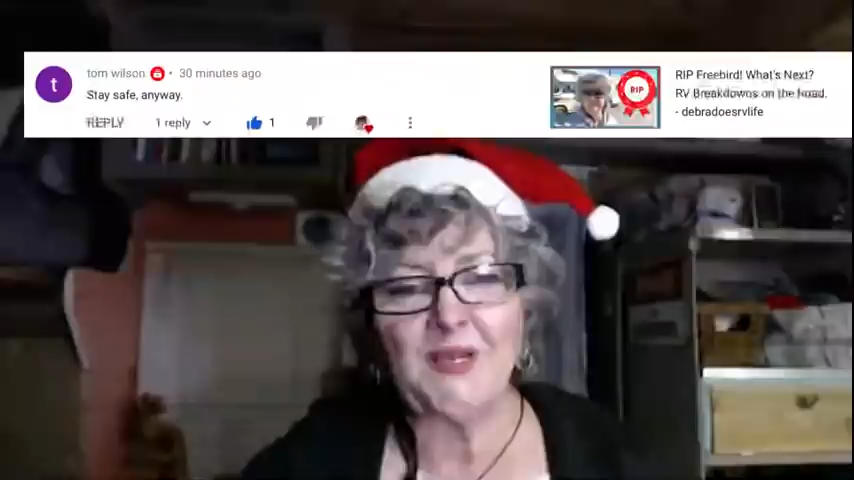 t
tom wilson • 30 minutes ago
Stay safe, anyway.
REPLY 1 reply 1
RIP
RIP Freebird! What's Next?
RV Breakdowns on the Road.
- debradoesrvlife